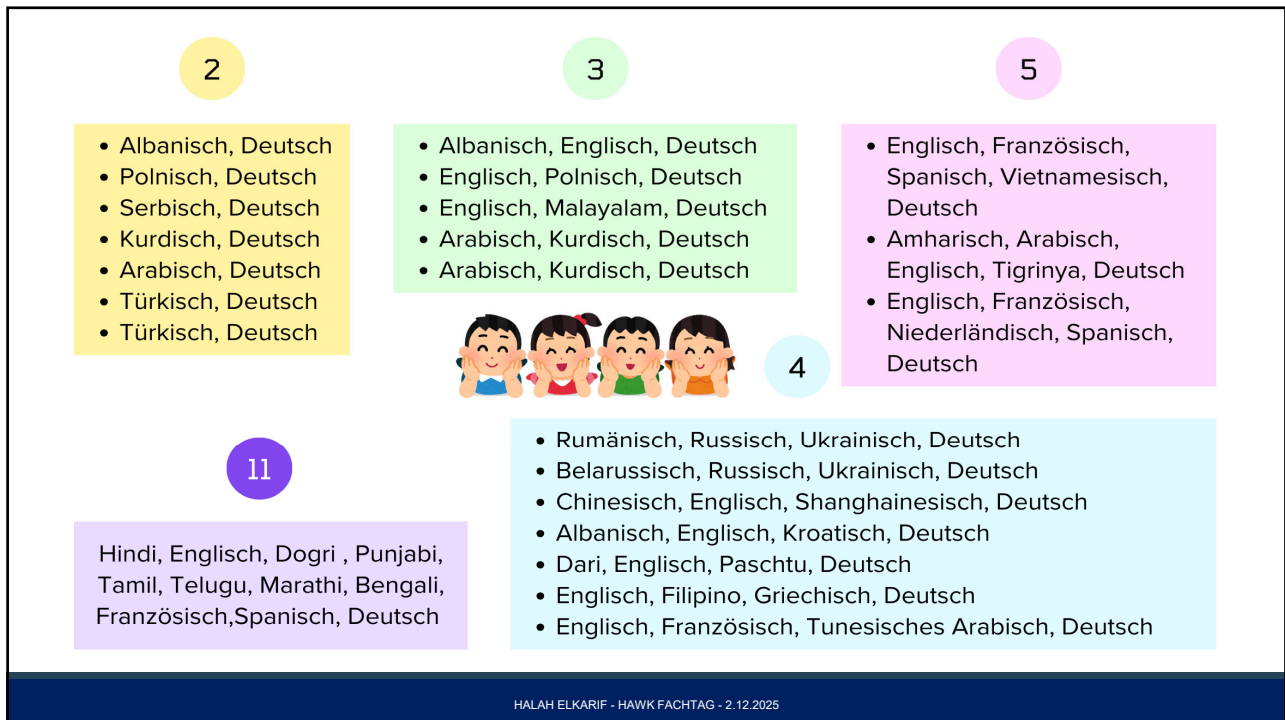 2
• Albanisch, Deutsch
• Polnisch, Deutsch
• Serbisch, Deutsch
• Kurdisch, Deutsch
• Arabisch, Deutsch
• Türkisch, Deutsch
• Türkisch, Deutsch
3
• Albanisch, Englisch, Deutsch
• Englisch, Polnisch, Deutsch
• Englisch, Malayalam, Deutsch
• Arabisch, Kurdisch, Deutsch
• Arabisch, Kurdisch, Deutsch
5
• Englisch, Französisch,
Spanisch, Vietnamesisch,
Deutsch
• Amharisch, Arabisch,
Englisch, Tigrinya, Deutsch
• Englisch, Französisch,
Niederländisch, Spanisch,
Deutsch
4
• Rumänisch, Russisch, Ukrainisch, Deutsch
• Belarussisch, Russisch, Ukrainisch, Deutsch
• Chinesisch, Englisch, Shanghainesisch, Deutsch
• Albanisch, Englisch, Kroatisch, Deutsch
• Dari, Englisch, Paschtu, Deutsch
• Englisch, Filipino, Griechisch, Deutsch
• Englisch, Französisch, Tunesisches Arabisch, Deutsch
11
Hindi, Englisch, Dogri , Punjabi,
Tamil, Telugu, Marathi, Bengali,
Französisch,Spanisch, Deutsch
HALAH ELKARIF - HAWK FACHTAG - 2.12.2025